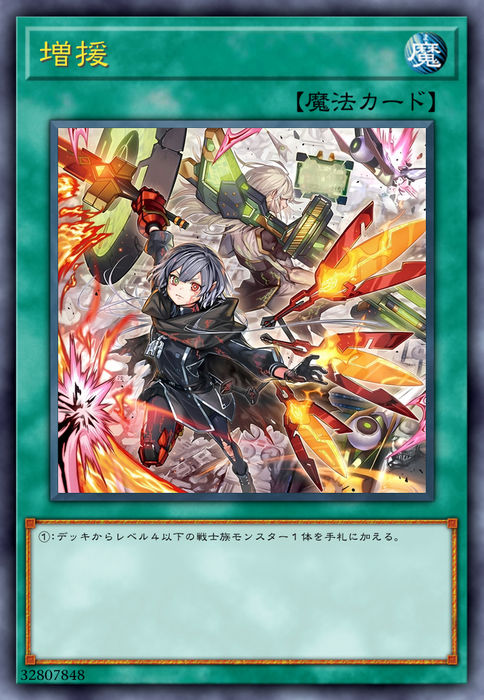 増援
魔
【魔法カード】
①:デッキからレベル4以下の戦士族モンスター1体を手札に加える。
32807848